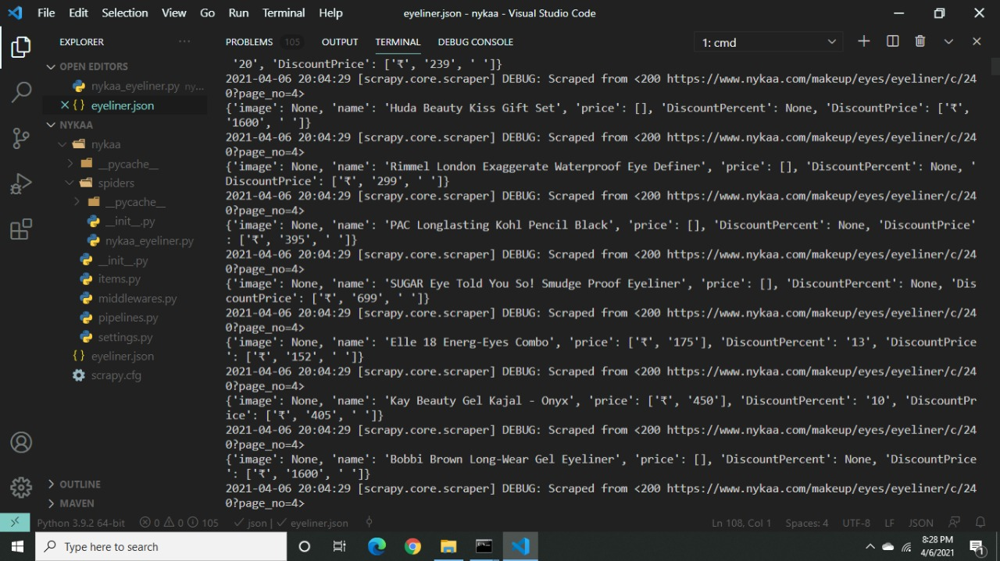 File Edit Selection View Go Run Terminal Help eyeliner.json - nykaa - Visual Studio Code
EXPLORER
OPEN EDITORS
nykaa_eyeliner.py ny...
{} eyeliner.json
NYKAA
nykaa
__pycache__
spiders
__pycache__
__init__.py
nykaa_eyeliner.py
__init__.py
items.py
middlewares.py
pipelines.py
settings.py
{} eyeliner.json
scrapy.cfg
OUTLINE
MAVEN
PROBLEMS 105 OUTPUT TERMINAL DEBUG CONSOLE 1: cmd
'20', 'DiscountPrice': ['₹', '239', ' ']}
2021-04-06 20:04:29 [scrapy.core.scraper] DEBUG: Scraped from <200 https://www.nykaa.com/makeup/eyes/eyeliner/c/24
0?page_no=4>
{'image': None, 'name': 'Huda Beauty Kiss Gift Set', 'price': [], 'DiscountPercent': None, 'DiscountPrice': ['₹',
'1600', ' ']}
2021-04-06 20:04:29 [scrapy.core.scraper] DEBUG: Scraped from <200 https://www.nykaa.com/makeup/eyes/eyeliner/c/24
0?page_no=4>
{'image': None, 'name': 'Rimmel London Exaggerate Waterproof Eye Definer', 'price': [], 'DiscountPercent': None, '
DiscountPrice': ['₹', '299', ' ']}
2021-04-06 20:04:29 [scrapy.core.scraper] DEBUG: Scraped from <200 https://www.nykaa.com/makeup/eyes/eyeliner/c/24
0?page_no=4>
{'image': None, 'name': 'PAC Longlasting Kohl Pencil Black', 'price': [], 'DiscountPercent': None, 'DiscountPrice'
: ['₹', '395', ' ']}
2021-04-06 20:04:29 [scrapy.core.scraper] DEBUG: Scraped from <200 https://www.nykaa.com/makeup/eyes/eyeliner/c/24
0?page_no=4>
{'image': None, 'name': 'SUGAR Eye Told You So! Smudge Proof Eyeliner', 'price': [], 'DiscountPercent': None, 'Dis
countPrice': ['₹', '699', ' ']}
2021-04-06 20:04:29 [scrapy.core.scraper] DEBUG: Scraped from <200 https://www.nykaa.com/makeup/eyes/eyeliner/c/24
0?page_no=4>
{'image': None, 'name': 'Elle 18 Energ-Eyes Combo', 'price': ['₹', '175'], 'DiscountPercent': '13', 'DiscountPrice
': ['₹', '152', ' ']}
2021-04-06 20:04:29 [scrapy.core.scraper] DEBUG: Scraped from <200 https://www.nykaa.com/makeup/eyes/eyeliner/c/24
0?page_no=4>
{'image': None, 'name': 'Kay Beauty Gel Kajal - Onyx', 'price': ['₹', '450'], 'DiscountPercent': '10', 'DiscountPr
ice': ['₹', '405', ' ']}
2021-04-06 20:04:29 [scrapy.core.scraper] DEBUG: Scraped from <200 https://www.nykaa.com/makeup/eyes/eyeliner/c/24
0?page_no=4>
{'image': None, 'name': 'Bobbi Brown Long-Wear Gel Eyeliner', 'price': [], 'DiscountPercent': None, 'DiscountPrice
': ['₹', '1600', ' ']}
2021-04-06 20:04:29 [scrapy.core.scraper] DEBUG: Scraped from <200 https://www.nykaa.com/makeup/eyes/eyeliner/c/24
0?page_no=4>
Python 3.9.2 64-bit 0 0 105 json | eyeliner.json Ln 108, Col 1 Spaces: 4 UTF-8 LF JSON
Type here to search
8:28 PM
4/6/2021
1